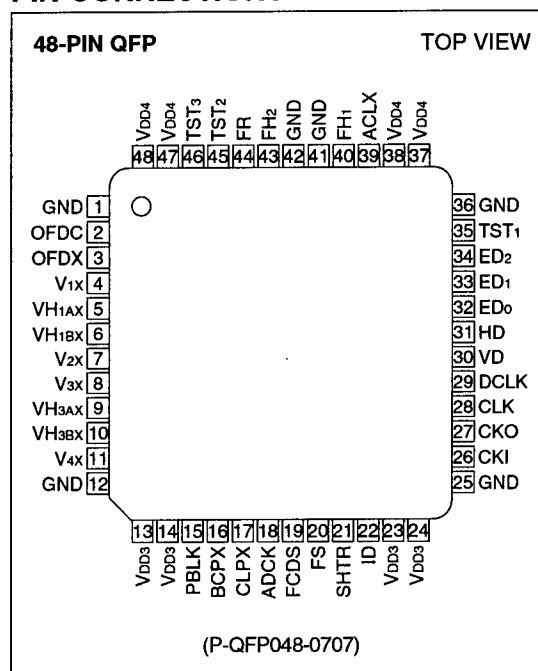 48-PIN QFP
TOP VIEW
VDD4 VDD4 TST3 TST2 FR FH2 GND GND FH1 ACLX VDD4 VDD4
48 47 46 45 44 43 42 41 40 39 38 37
GND 1
OFDC 2
OFDX 3
V1X 4
VH1AX 5
VH1BX 6
V2X 7
V3X 8
VH3AX 9
VH3BX 10
V4X 11
GND 12
36 GND
35 TST1
34 ED2
33 ED1
32 ED0
31 HD
30 VD
29 DCLK
28 CLK
27 CKO
26 CKI
25 GND
13 14 15 16 17 18 19 20 21 22 23 24
VDD3 VDD3 PBLK BCPX CLPX ADCK FCDS FS SHTR ID VDD3 VDD3
(P-QFP048-0707)